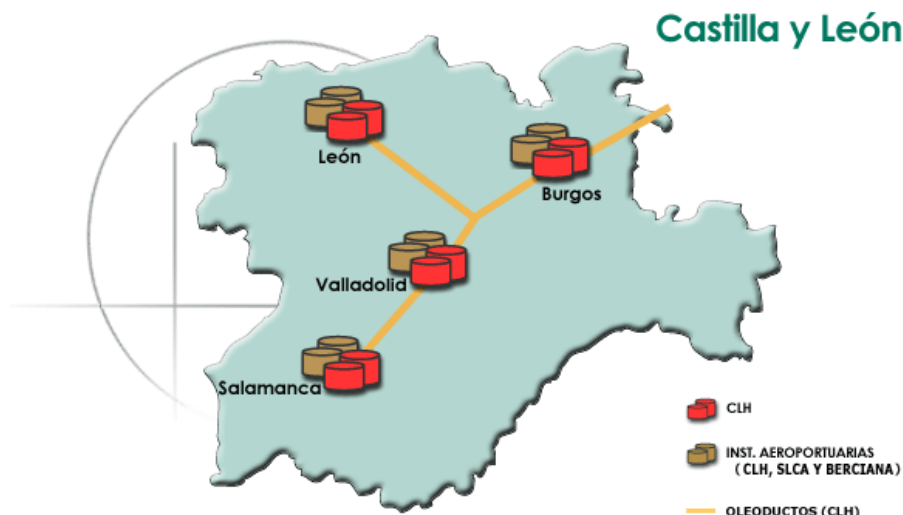 Castilla y León
León
Burgos
Valladolid
Salamanca
CLH
INST. AEROPORTUARIAS
(CLH, SLCA Y BERCIANA)
OLEODUCTOS (CLH)